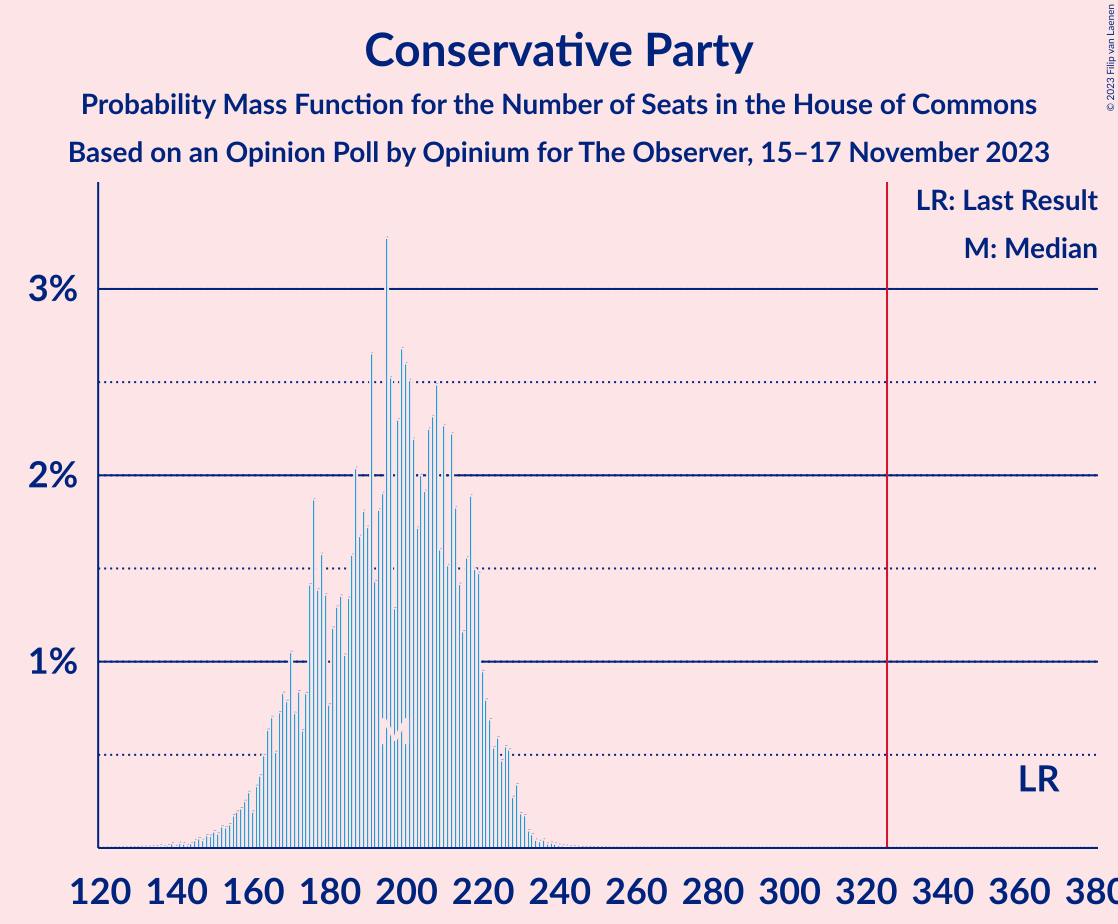 Conservative Party
Probability Mass Function for the Number of Seats in the House of Commons
Based on an Opinion Poll by Opinium for The Observer, 15–17 November 2023
© 2023 Filip van Laenen
LR: Last Result
M: Median
3%
2%
1%
M
LR
120 140 160 180 200 220 240 260 280 300 320 340 360 380